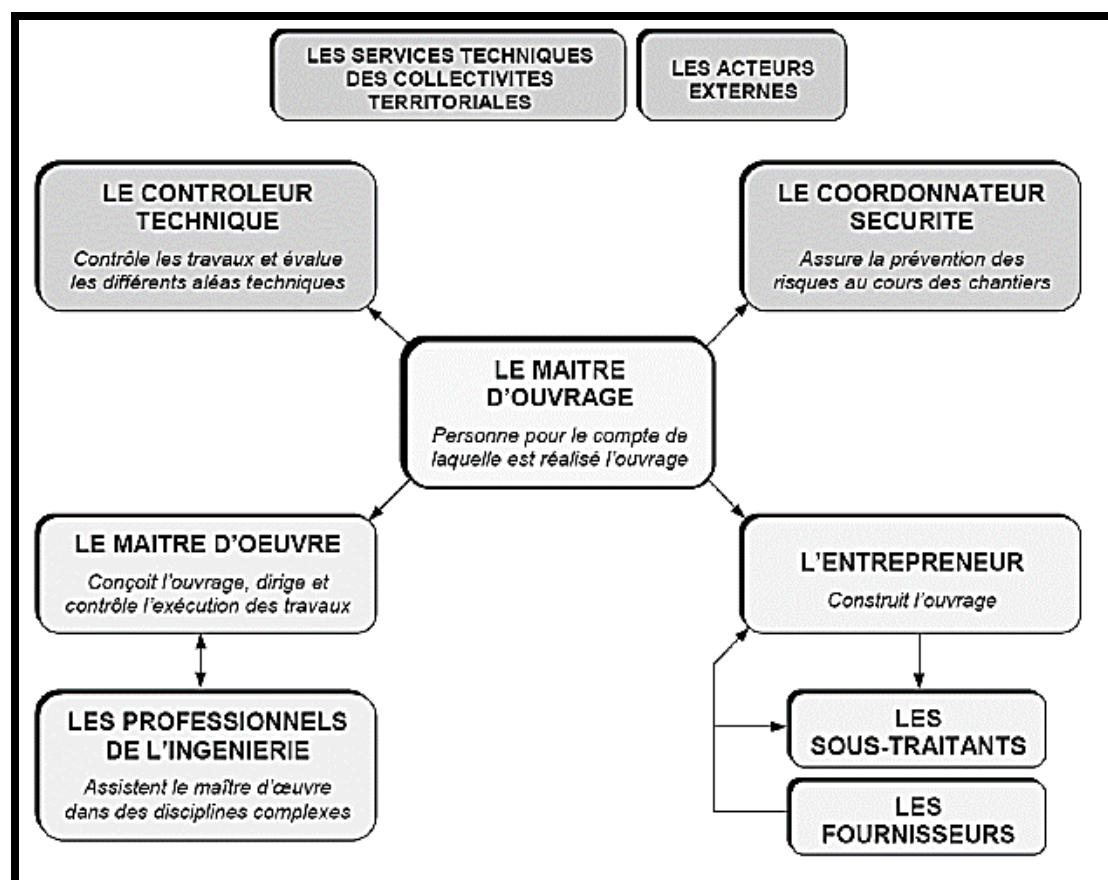 LES SERVICES TECHNIQUES
DES COLLECTIVITES
TERRITORIALES
LES ACTEURS
EXTERNES
LE CONTROLEUR
TECHNIQUE
Contrôle les travaux et évalue
les différents aléas techniques
LE COORDONNATEUR
SECURITE
Assure la prévention des
risques au cours des chantiers
LE MAITRE
D'OUVRAGE
Personne pour le compte de
laquelle est réalisé l'ouvrage
LE MAITRE D'OEUVRE
Conçoit l'ouvrage, dirige et
contrôle l'exécution des travaux
L'ENTREPRENEUR
Construit l'ouvrage
LES PROFESSIONNELS
DE L'INGENIERIE
Assistent le maître d'œuvre
dans des disciplines complexes
LES
SOUS-TRAITANTS
LES
FOURNISSEURS